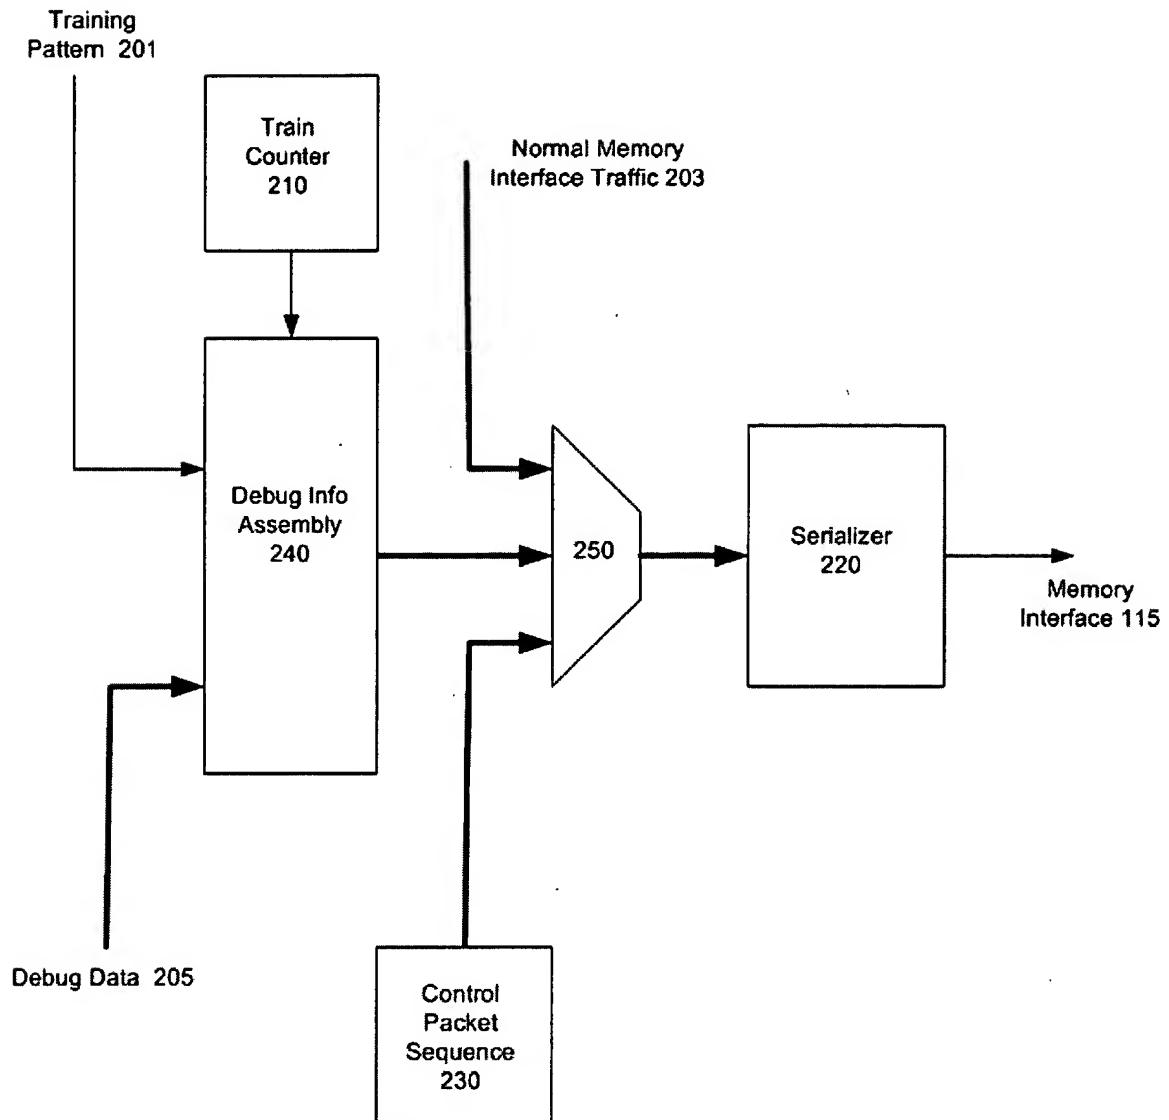 Training
Pattern 201
Train
Counter
210
Normal Memory
Interface Traffic 203
Debug Info
Assembly
240
250
Serializer
220
Memory
Interface 115
Debug Data 205
Control
Packet
Sequence
230